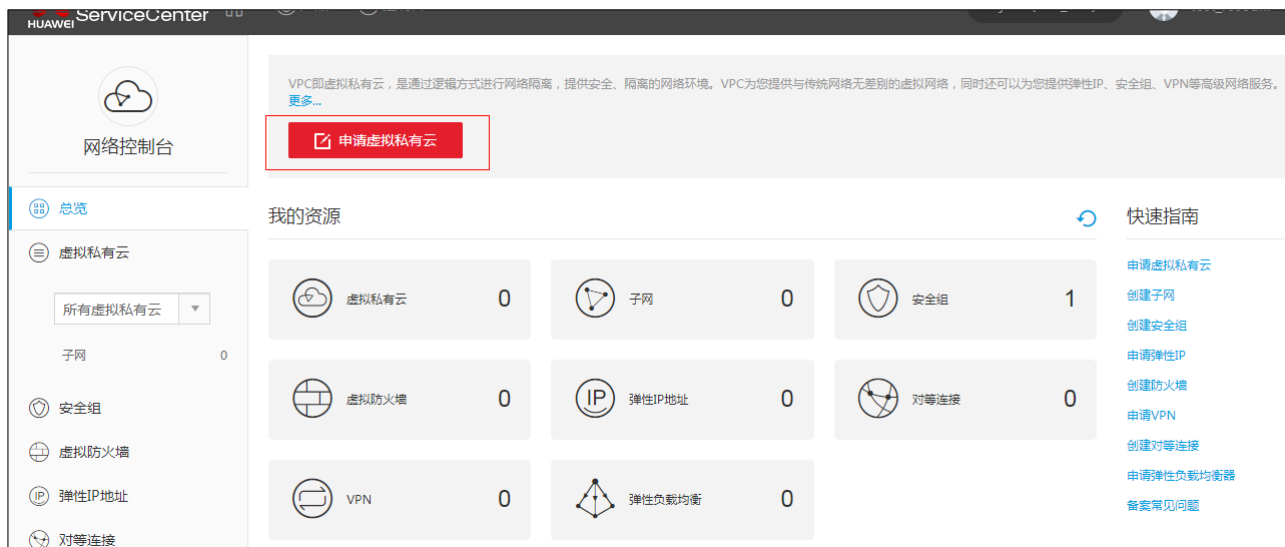 HUAWEI ServiceCenter
VPC即虚拟私有云，是通过逻辑方式进行网络隔离，提供安全、隔离的网络环境。VPC为您提供与传统网络无差别的虚拟网络，同时还可以为您提供弹性IP、安全组、VPN等高级网络服务。
更多...
申请虚拟私有云
网络控制台
总览
虚拟私有云
所有虚拟私有云
子网 0
安全组
虚拟防火墙
IP 弹性IP地址
对等连接
我的资源
虚拟私有云 0
子网 0
安全组 1
虚拟防火墙 0
IP 弹性IP地址 0
对等连接 0
VPN 0
弹性负载均衡 0
快速指南
申请虚拟私有云
创建子网
创建安全组
申请弹性IP
创建防火墙
申请VPN
创建对等连接
申请弹性负载均衡器
备案常见问题